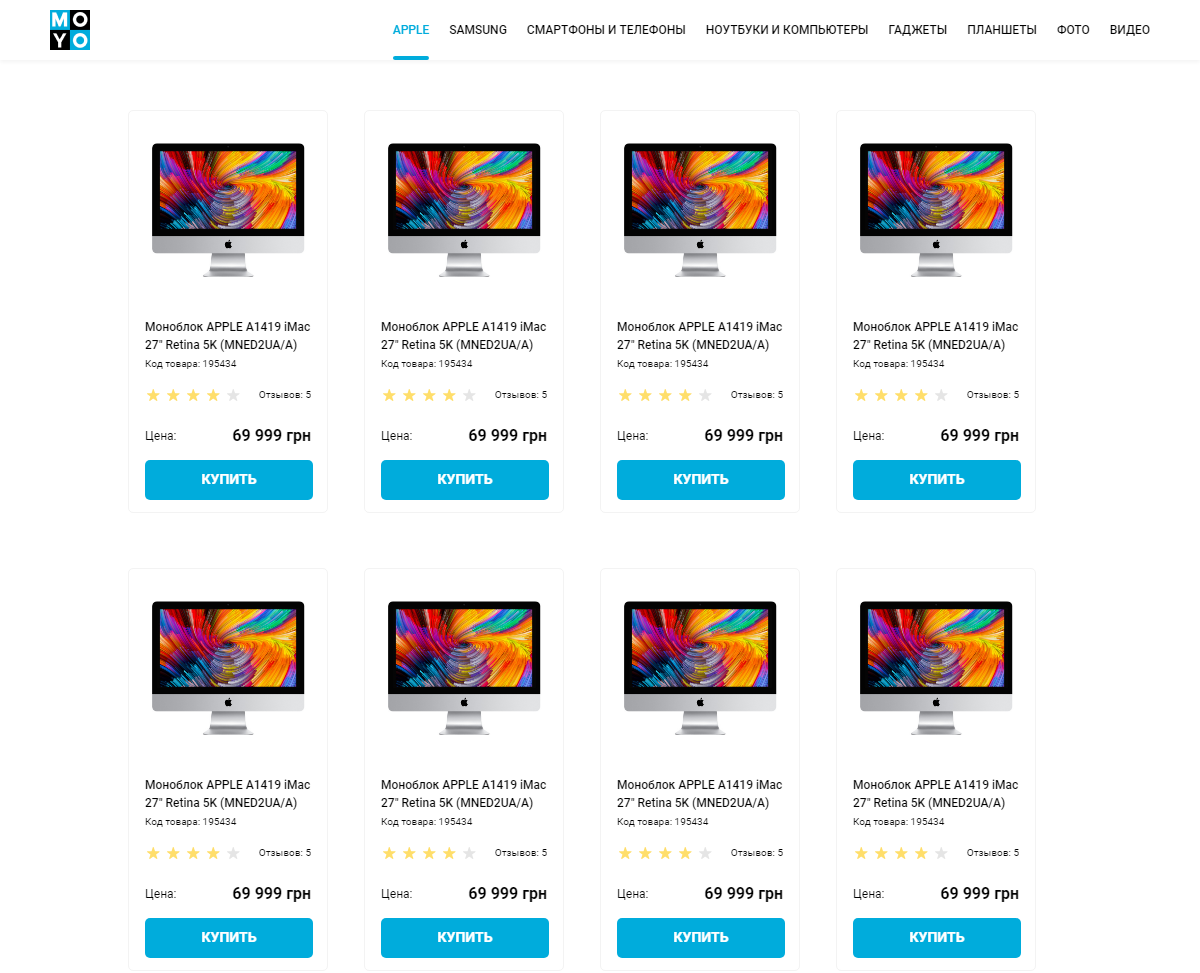 MO
YO
APPLE SAMSUNG СМАРТФОНЫ И ТЕЛЕФОНЫ НОУТБУКИ И КОМПЬЮТЕРЫ ГАДЖЕТЫ ПЛАНШЕТЫ ФОТО ВИДЕО
Моноблок APPLE A1419 iMac
27" Retina 5K (MNED2UA/A)
Код товара: 195434
Отзывов: 5
Цена: 69 999 грн
КУПИТЬ
Моноблок APPLE A1419 iMac
27" Retina 5K (MNED2UA/A)
Код товара: 195434
Отзывов: 5
Цена: 69 999 грн
КУПИТЬ
Моноблок APPLE A1419 iMac
27" Retina 5K (MNED2UA/A)
Код товара: 195434
Отзывов: 5
Цена: 69 999 грн
КУПИТЬ
Моноблок APPLE A1419 iMac
27" Retina 5K (MNED2UA/A)
Код товара: 195434
Отзывов: 5
Цена: 69 999 грн
КУПИТЬ
Моноблок APPLE A1419 iMac
27" Retina 5K (MNED2UA/A)
Код товара: 195434
Отзывов: 5
Цена: 69 999 грн
КУПИТЬ
Моноблок APPLE A1419 iMac
27" Retina 5K (MNED2UA/A)
Код товара: 195434
Отзывов: 5
Цена: 69 999 грн
КУПИТЬ
Моноблок APPLE A1419 iMac
27" Retina 5K (MNED2UA/A)
Код товара: 195434
Отзывов: 5
Цена: 69 999 грн
КУПИТЬ
Моноблок APPLE A1419 iMac
27" Retina 5K (MNED2UA/A)
Код товара: 195434
Отзывов: 5
Цена: 69 999 грн
КУПИТЬ